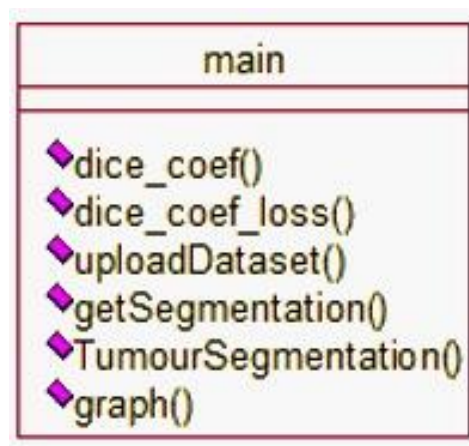 main
dice_coef()
dice_coef_loss()
uploadDataset()
getSegmentation()
TumourSegmentation()
graph()